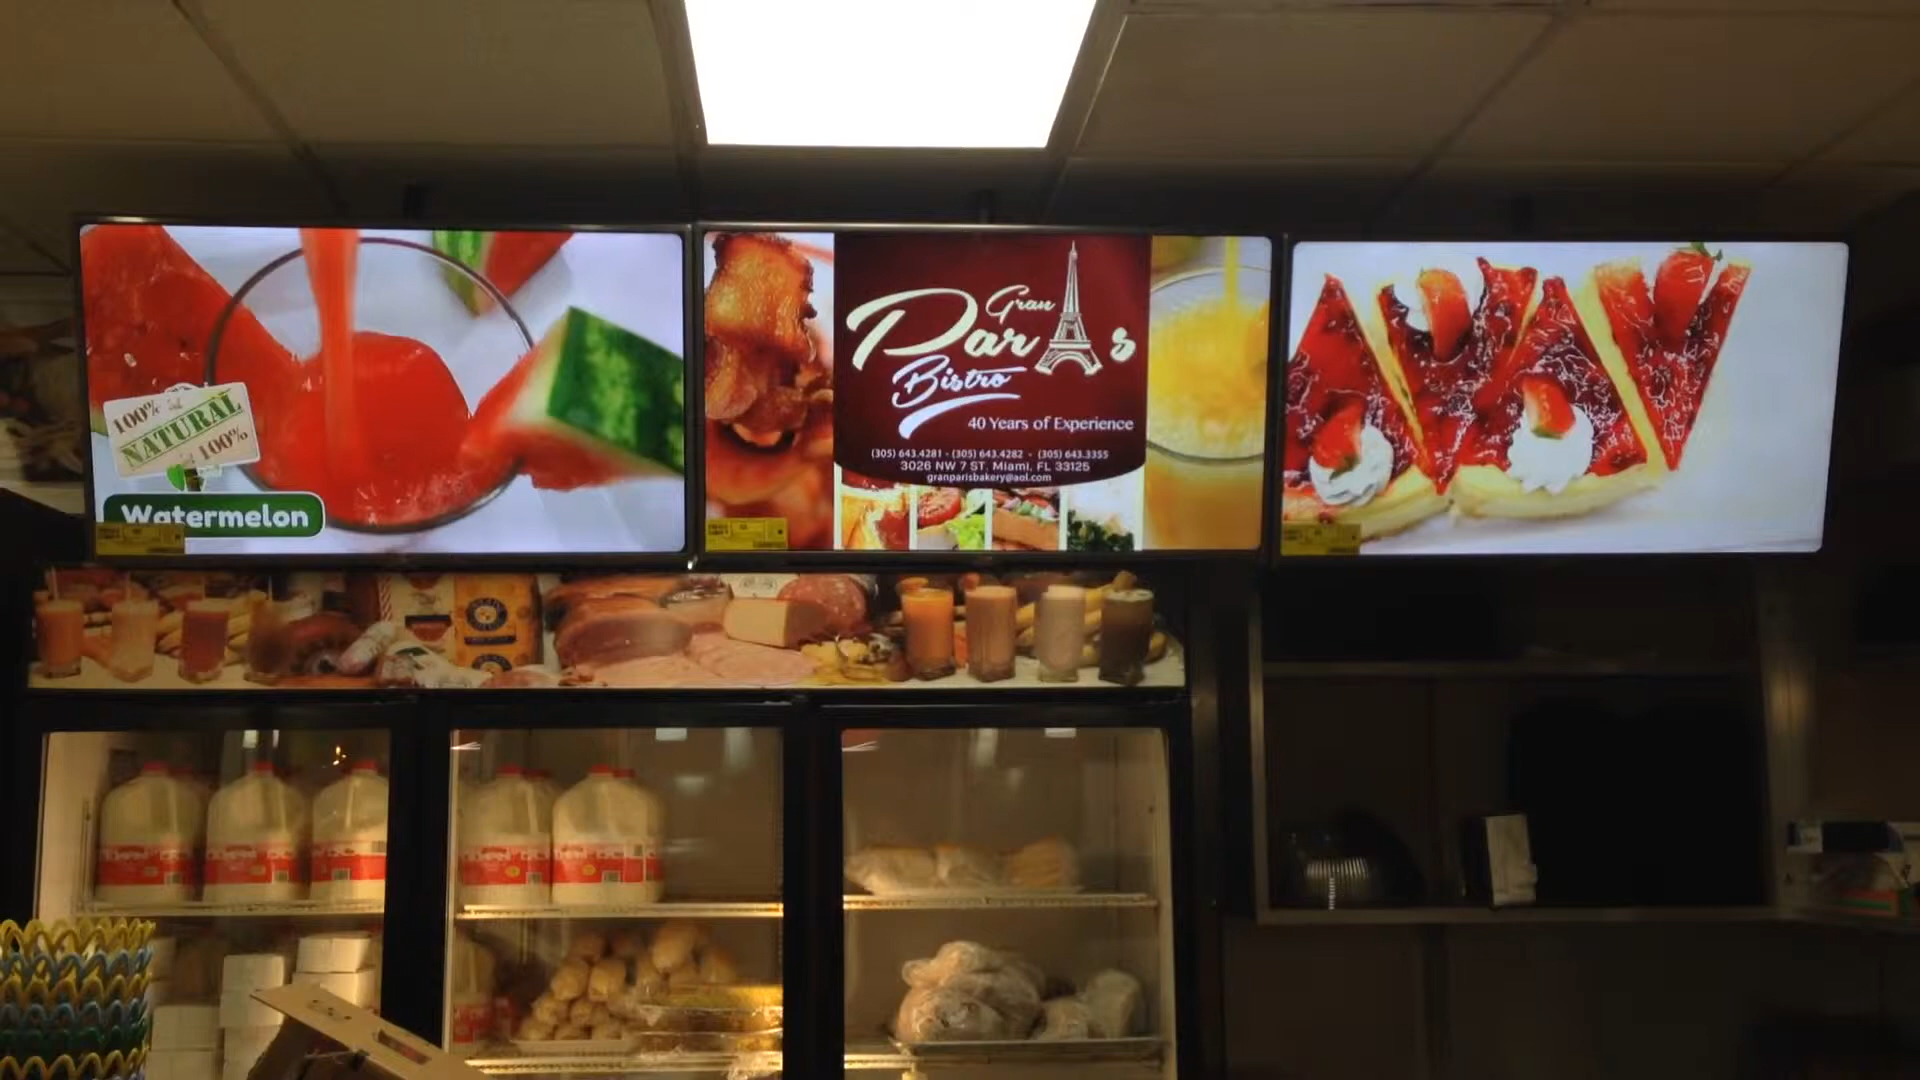 100%
NATURAL
100%
Watermelon
Gran
Paris
Bistro
40 Years of Experience
(305) 643.4281 - (305) 643.4282 - (305) 643.3355
3026 NW 7 ST. Miami, FL 33125
granparisbakery@aol.com